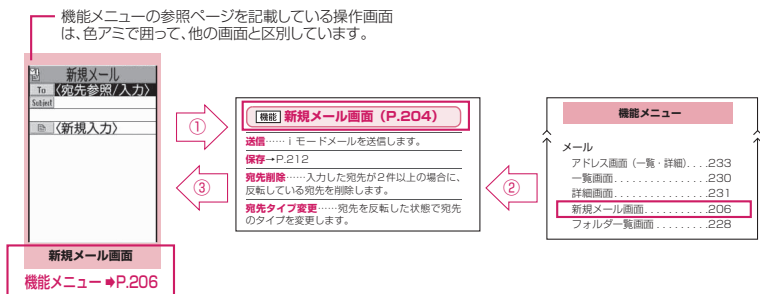 機能メニューの参照ページを記載している操作画面
は、色アミで囲って、他の画面と区別しています。
新規メール
To 〈宛先参照/入力〉
Subject
〈新規入力〉
新規メール画面
機能メニュー➡P.206
①
③
機能 新規メール画面（P.204）
送信……ｉモードメールを送信します。
保存→P.212
宛先削除……入力した宛先が2件以上の場合に、
反転している宛先を削除します。
宛先タイプ変更……宛先を反転した状態で宛先
のタイプを変更します。
②
機能メニュー
メール
アドレス画面（一覧・詳細）. . . .233
一覧画面. . . . . . . . . . . . . . .230
詳細画面. . . . . . . . . . . . . . .231
新規メール画面. . . . . . . . . . .206
フォルダ一覧画面 . . . . . . . . .228